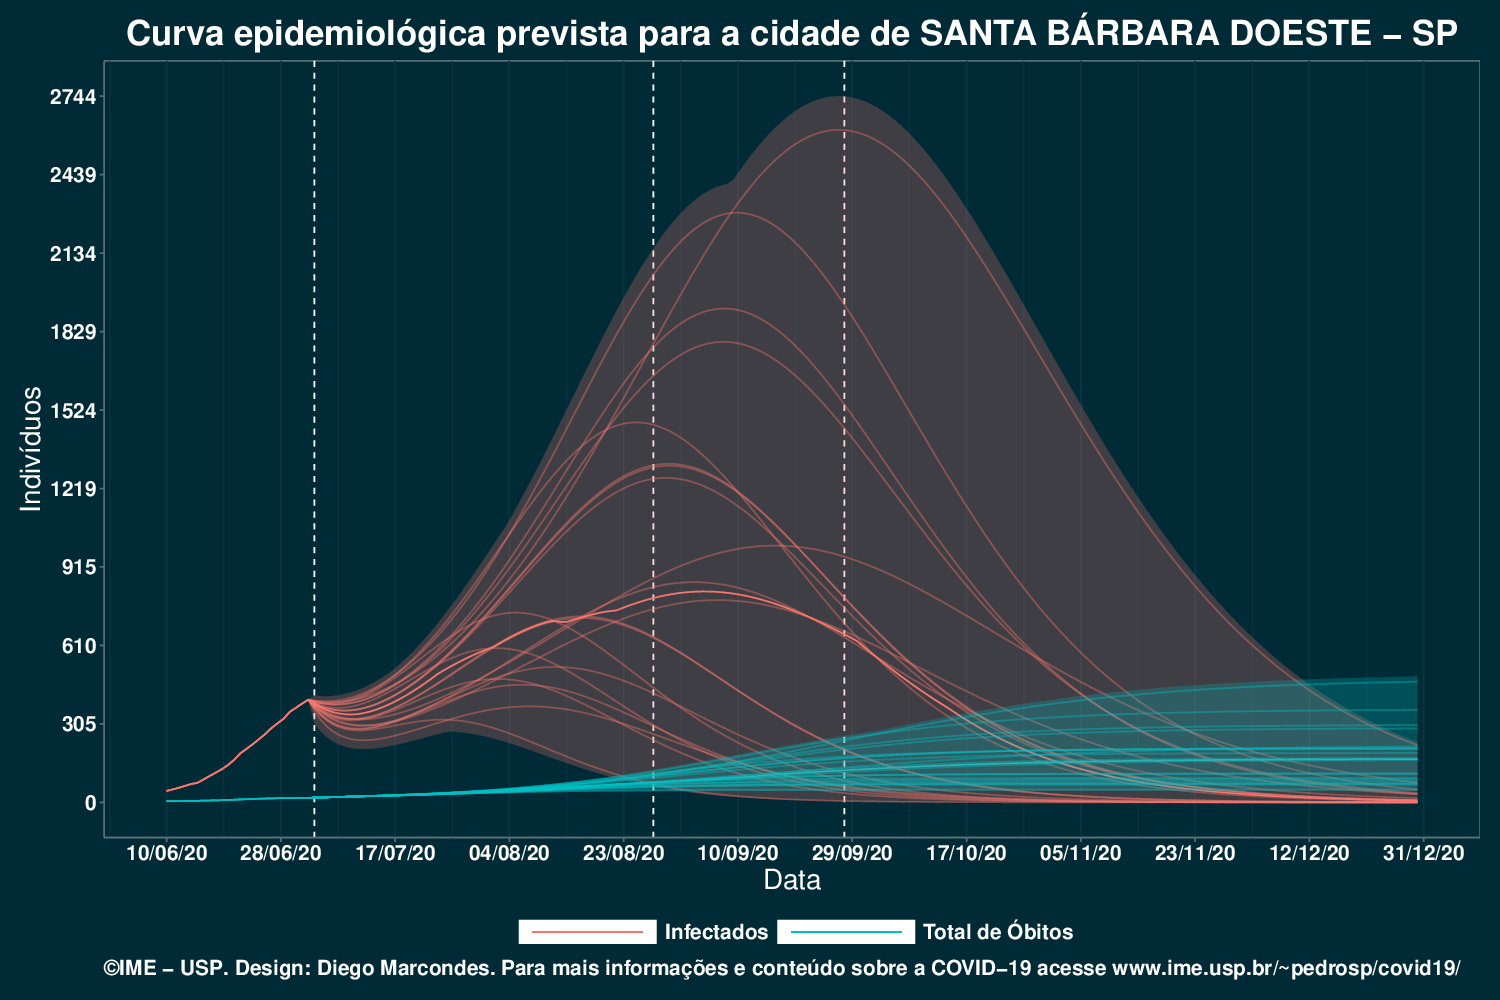 Curva epidemiológica prevista para a cidade de SANTA BÁRBARA DOESTE – SP
Indivíduos
2744
2439
2134
1829
1524
1219
915
610
305
0
10/06/20 28/06/20 17/07/20 04/08/20 23/08/20 10/09/20 29/09/20 17/10/20 05/11/20 23/11/20 12/12/20 31/12/20
Data
Infectados Total de Óbitos
©IME – USP. Design: Diego Marcondes. Para mais informações e conteúdo sobre a COVID–19 acesse www.ime.usp.br/~pedrosp/covid19/